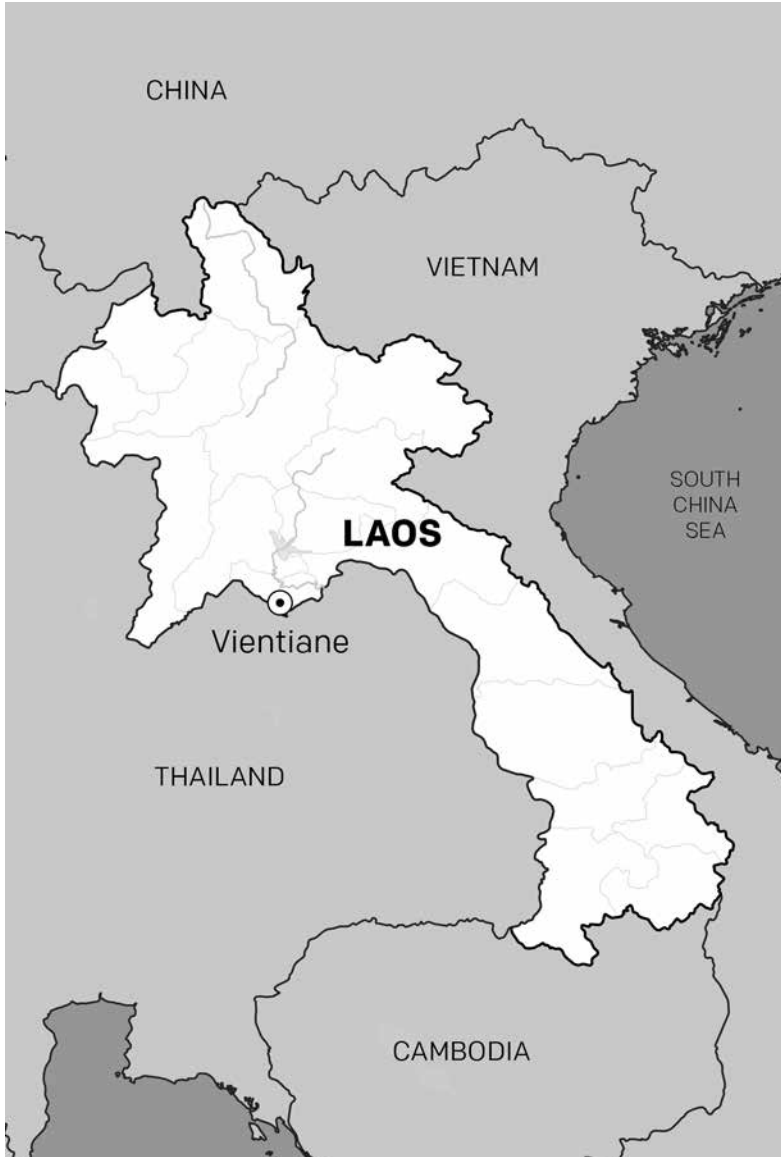 CHINA
VIETNAM
SOUTH
CHINA
SEA
LAOS
Vientiane
THAILAND
CAMBODIA